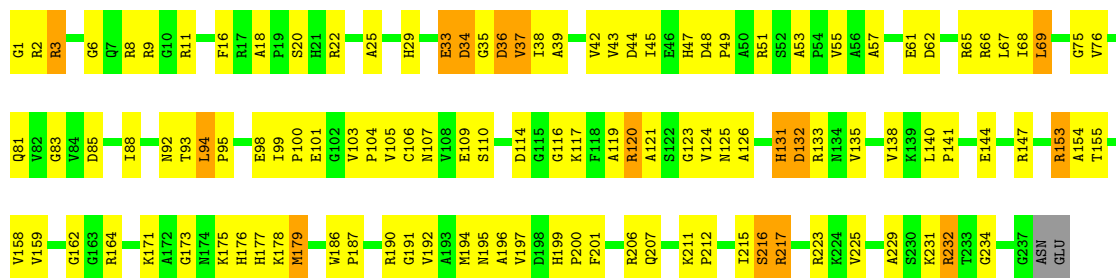 G1 R2 R3 G6 Q7 R8 R9 G10 R11 F16 R17 A18 P19 S20 H21 R22 A25 H29 E33 D34 G35 D36 V37 I38 A39 V42 V43 D44 I45 E46 H47 D48 P49 A50 R51 S52 A53 P54 V55 A56 A57 E61 D62 R65 R66 L67 I68 L69 G75 V76
Q81 V82 G83 V84 D85 I88 N92 T93 L94 P95 E98 I99 P100 E101 G102 V103 P104 V105 C106 N107 V108 E109 S110 D114 G115 G116 K117 F118 A119 R120 A121 S122 G123 V124 N125 A126 H131 D132 R133 N134 V135 V138 K139 L140 P141 E144 R147 R153 A154 T155
V158 V159 G162 G163 R164 K171 A172 G173 N174 K175 H176 H177 K178 M179 W186 P187 R190 G191 V192 A193 M194 N195 A196 V197 D198 H199 P200 F201 R206 Q207 K211 P212 I215 S216 R217 R223 K224 V225 A229 S230 K231 R232 T233 G234 G237 ASN GLU